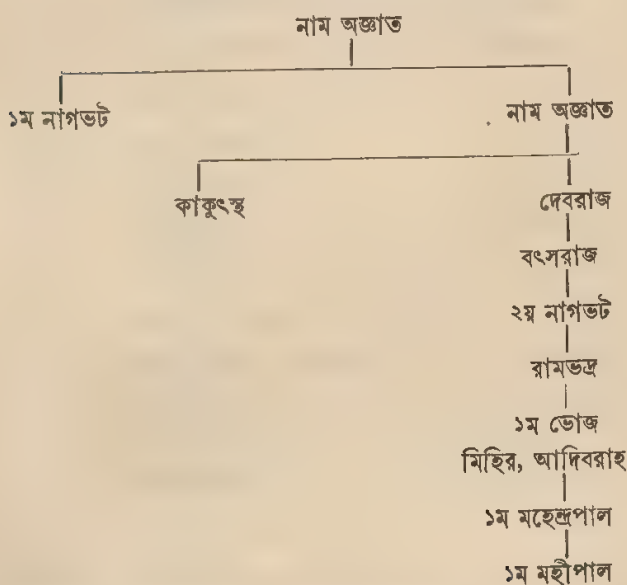 নাম অজ্ঞাত
১ম নাগভট
নাম অজ্ঞাত
কাকুৎস্থ
দেবরাজ
বৎসরাজ
২য় নাগভট
রামভদ্র
১ম ভোজ
মিহির, আদিবরাহ
১ম মহেন্দ্রপাল
১ম মহীপাল